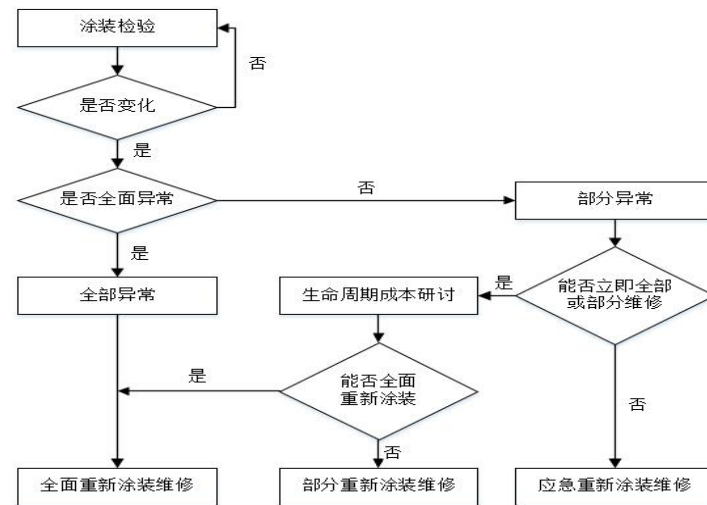 涂装检验
否
是否变化
是
是否全面异常
否
部分异常
是
全部异常
生命周期成本研讨
是
能否立即全部
或部分维修
是
能否全面
重新涂装
否
否
全面重新涂装维修
部分重新涂装维修
应急重新涂装维修